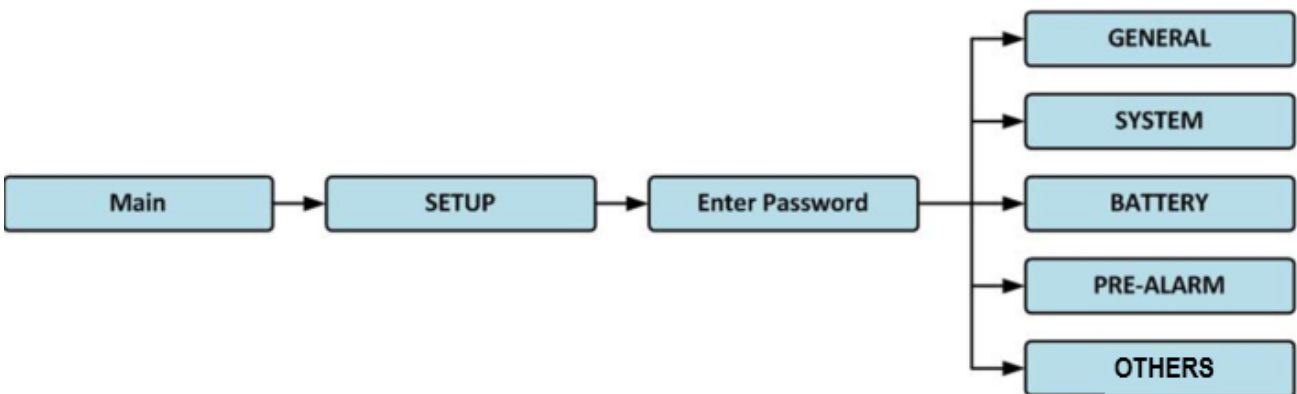 GENERAL
SYSTEM
Main
SETUP
Enter Password
BATTERY
PRE-ALARM
OTHERS